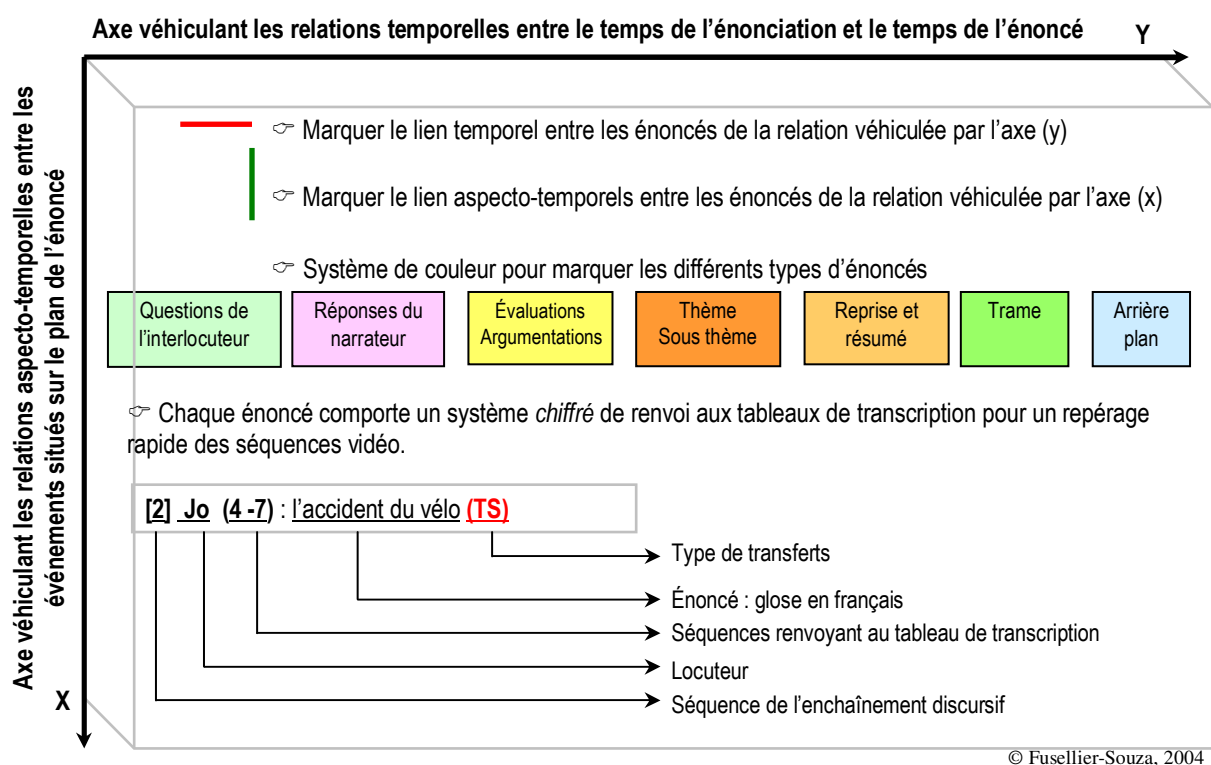 Axe véhiculant les relations temporelles entre le temps de l'énonciation et le temps de l'énoncé
Y
Axe véhiculant les relations aspecto-temporelles entre les
événements situés sur le plan de l'énoncé
X
☞ Marquer le lien temporel entre les énoncés de la relation véhiculée par l'axe (y)
☞ Marquer le lien aspecto-temporels entre les énoncés de la relation véhiculée par l'axe (x)
☞ Système de couleur pour marquer les différents types d'énoncés
Questions de
l'interlocuteur
Réponses du
narrateur
Évaluations
Argumentations
Thème
Sous thème
Reprise et
résumé
Trame
Arrière
plan
☞ Chaque énoncé comporte un système chiffré de renvoi aux tableaux de transcription pour un repérage
rapide des séquences vidéo.
[2] Jo (4 -7) : l'accident du vélo (TS)
Type de transferts
Énoncé : glose en français
Séquences renvoyant au tableau de transcription
Locuteur
Séquence de l'enchaînement discursif
© Fusellier-Souza, 2004